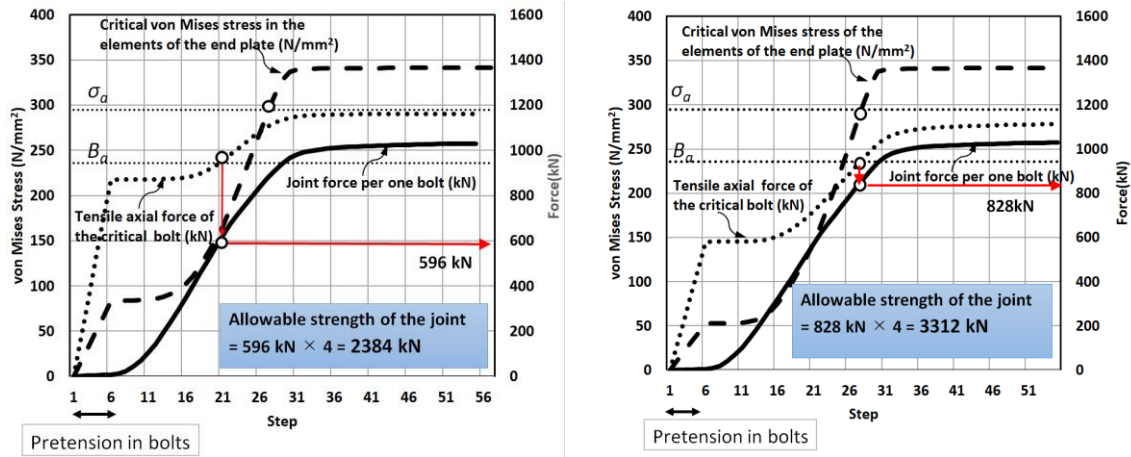 400
350
300
250
200
150
100
50
0
von Mises Stress (N/mm²)
1600
1400
1200
1000
800
600
400
200
0
Force(kN)
Critical von Mises stress in the
elements of the end plate (N/mm²)
σa
Ba
Joint force per one bolt (kN)
Tensile axial force of
the critical bolt (kN)
596 kN
Allowable strength of the joint
= 596 kN × 4 = 2384 kN
1 6 11 16 21 26 31 36 41 46 51 56
Step
Pretension in bolts
400
350
300
250
200
150
100
50
0
von Mises Stress (N/mm²)
1600
1400
1200
1000
800
600
400
200
0
Force(kN)
Critical von Mises stress of the
elements of the end plate (N/mm²)
σa
Ba
Joint force per one bolt (kN)
Tensile axial force of
the critical bolt (kN)
828kN
Allowable strength of the joint
= 828 kN × 4 = 3312 kN
1 6 11 16 21 26 31 36 41 46 51
Step
Pretension in bolts